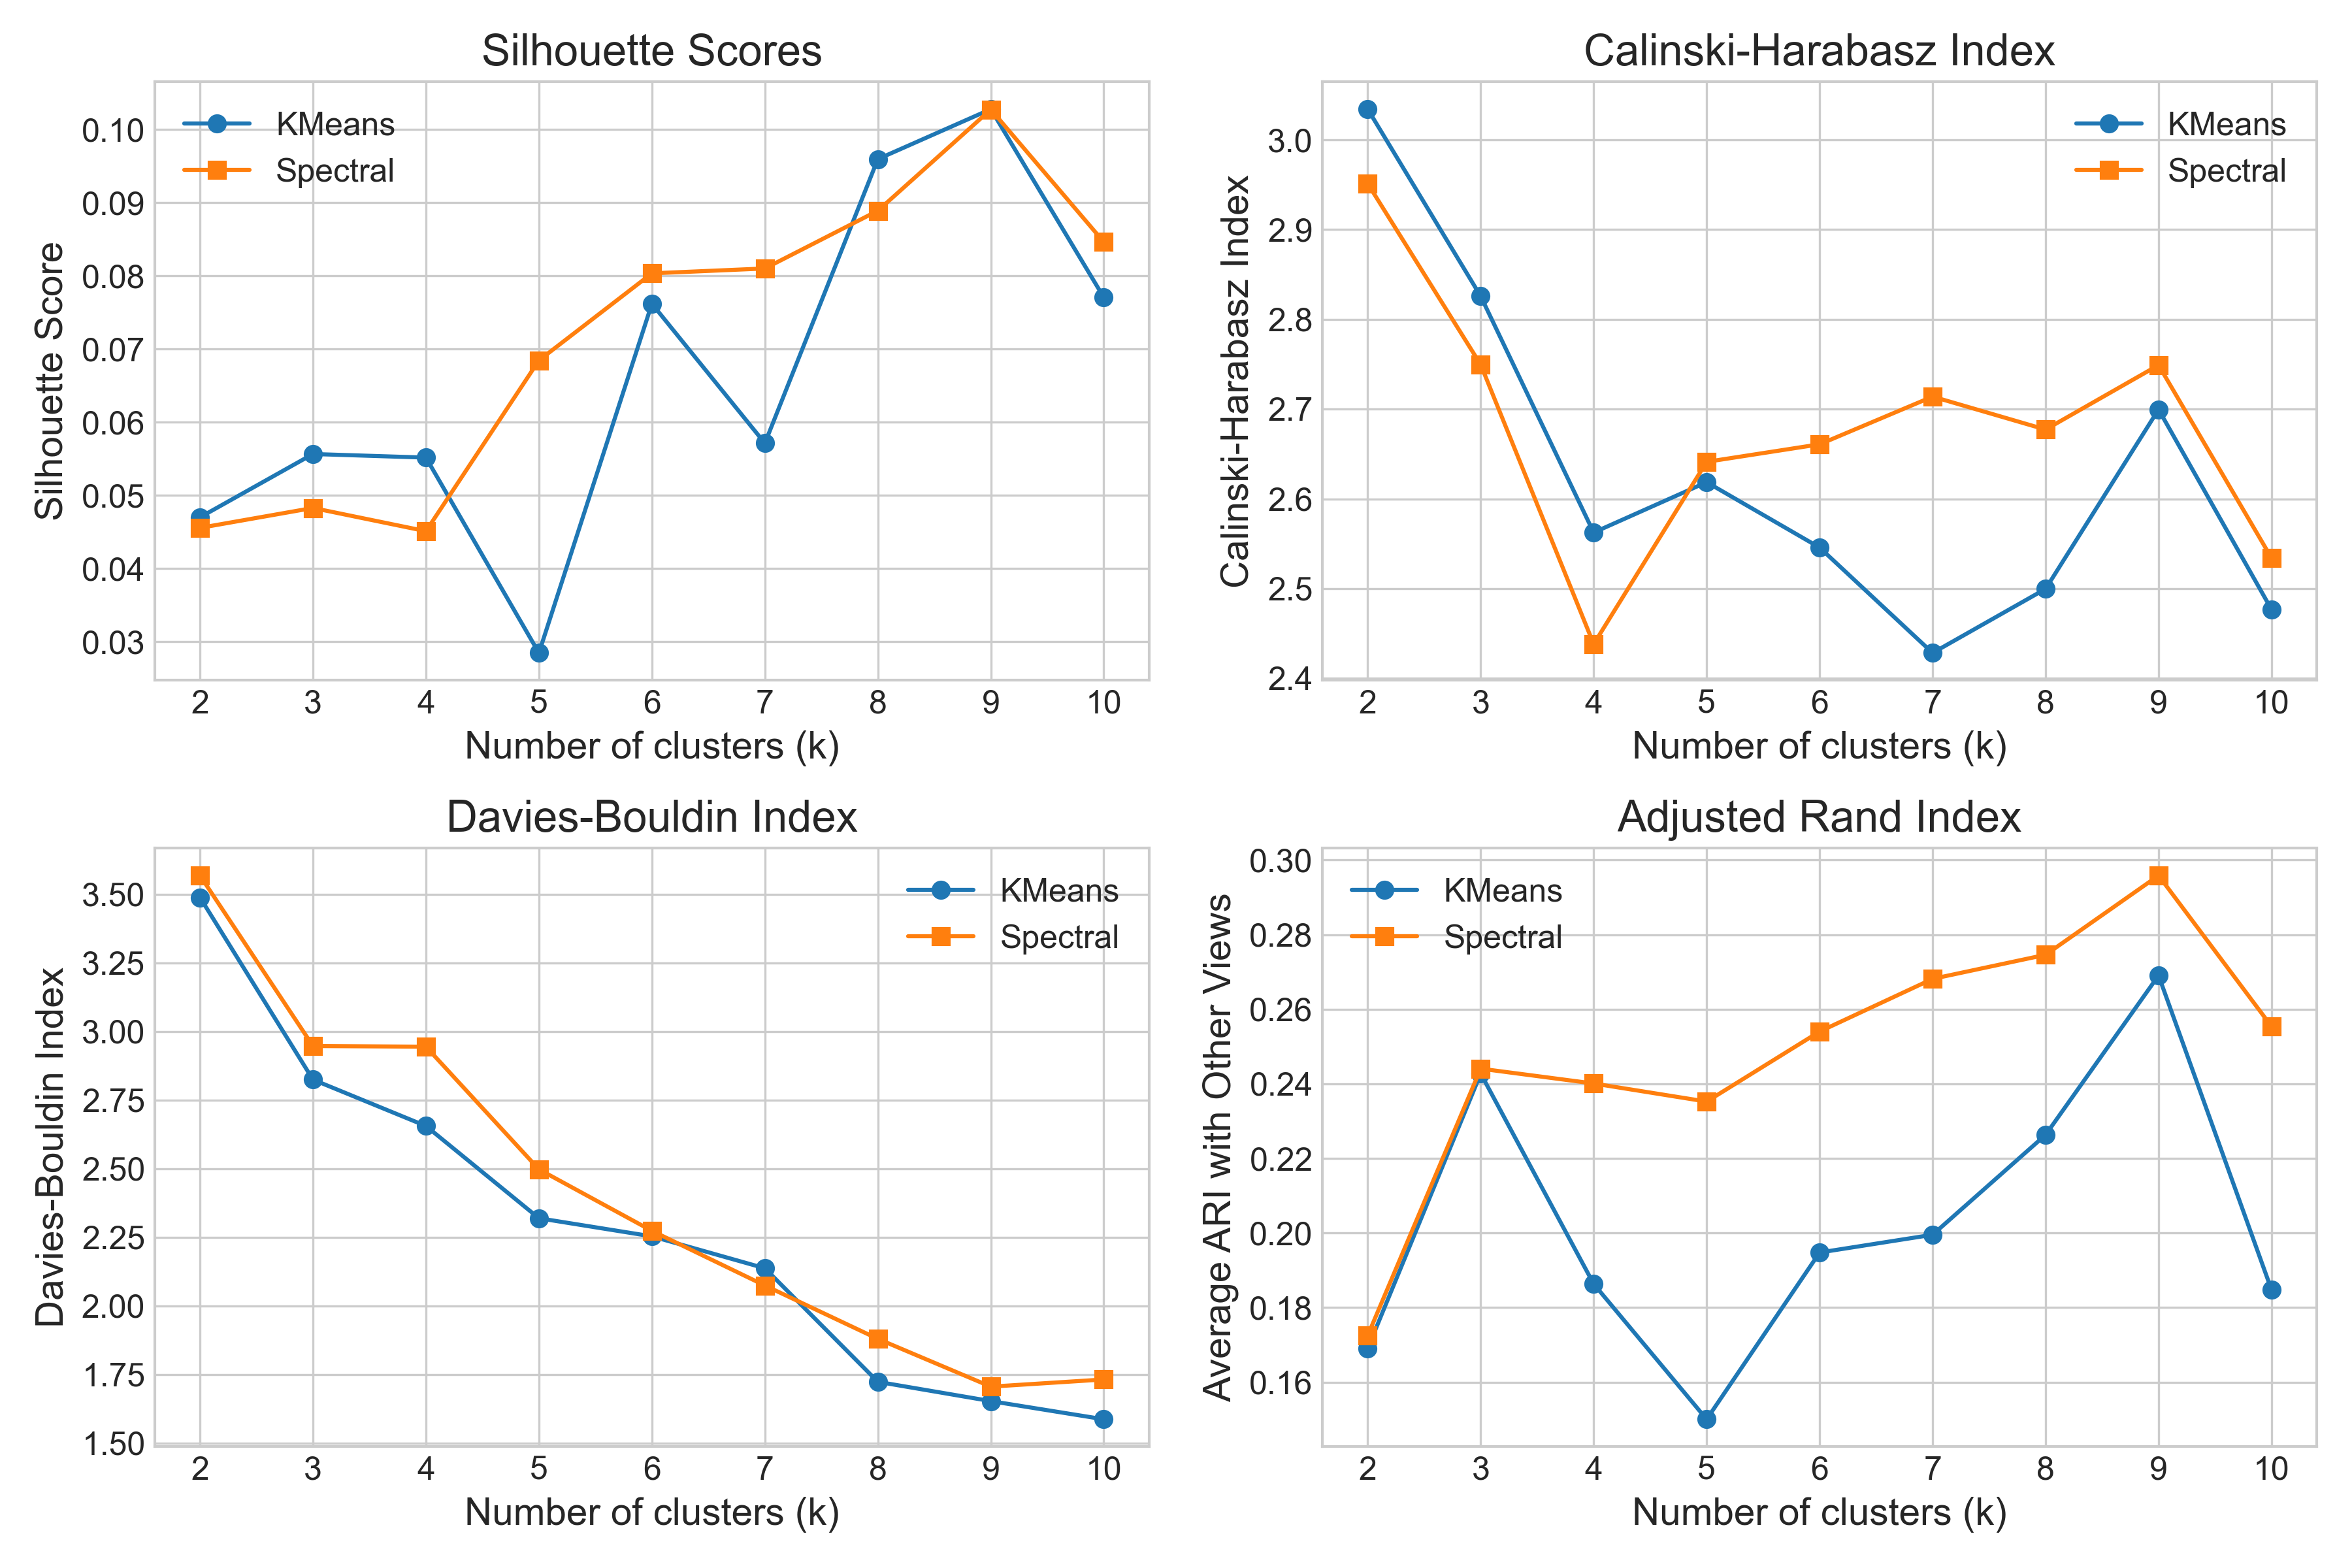 Silhouette Scores
Silhouette Score
0.10
0.09
0.08
0.07
0.06
0.05
0.04
0.03
KMeans
Spectral
2 3 4 5 6 7 8 9 10
Number of clusters (k)
Calinski-Harabasz Index
Calinski-Harabasz Index
3.0
2.9
2.8
2.7
2.6
2.5
2.4
KMeans
Spectral
2 3 4 5 6 7 8 9 10
Number of clusters (k)
Davies-Bouldin Index
Davies-Bouldin Index
3.50
3.25
3.00
2.75
2.50
2.25
2.00
1.75
1.50
KMeans
Spectral
2 3 4 5 6 7 8 9 10
Number of clusters (k)
Adjusted Rand Index
Average ARI with Other Views
0.30
0.28
0.26
0.24
0.22
0.20
0.18
0.16
KMeans
Spectral
2 3 4 5 6 7 8 9 10
Number of clusters (k)